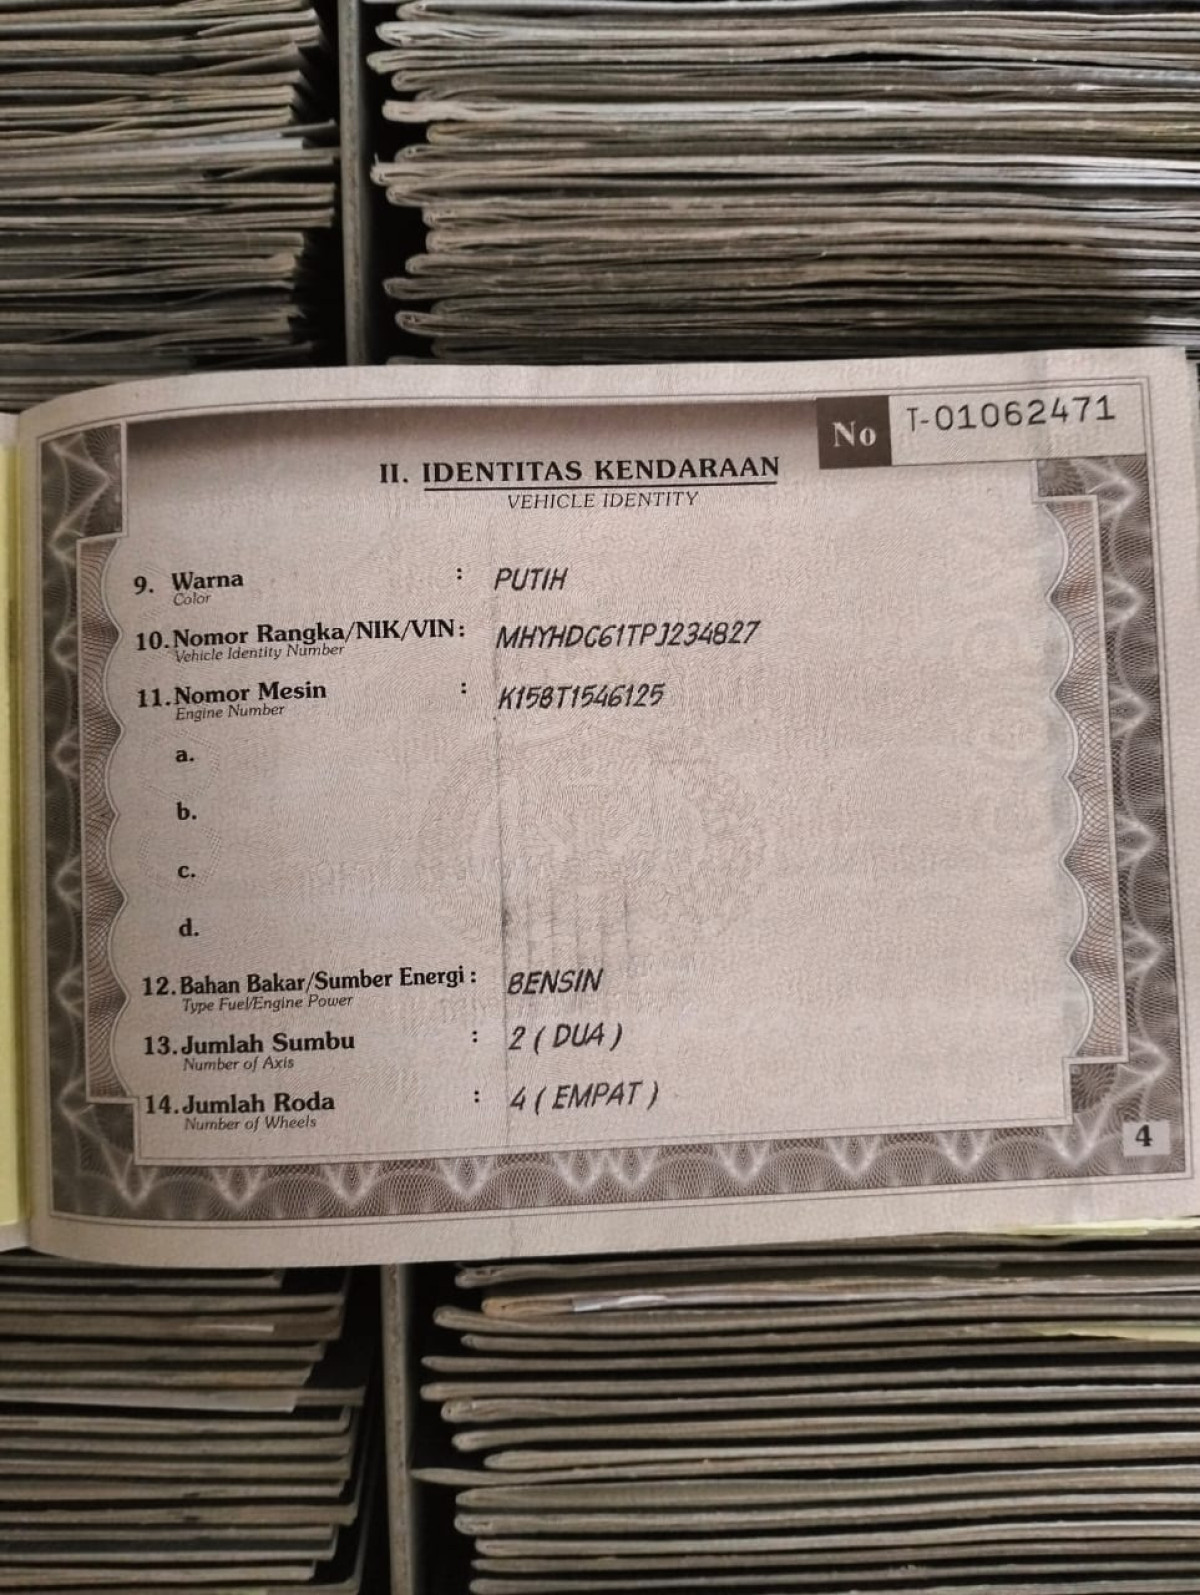 No T-01062471
II. IDENTITAS KENDARAAN
VEHICLE IDENTITY
9. Warna : PUTIH
Color
10. Nomor Rangka/NIK/VIN : MHYHDC61TPJ234827
Vehicle Identity Number
11. Nomor Mesin : K15BT1546125
Engine Number
a.
b.
c.
d.
12. Bahan Bakar/Sumber Energi : BENSIN
Type Fuel/Engine Power
13. Jumlah Sumbu : 2 ( DUA )
Number of Axis
14. Jumlah Roda : 4 ( EMPAT )
Number of Wheels
4